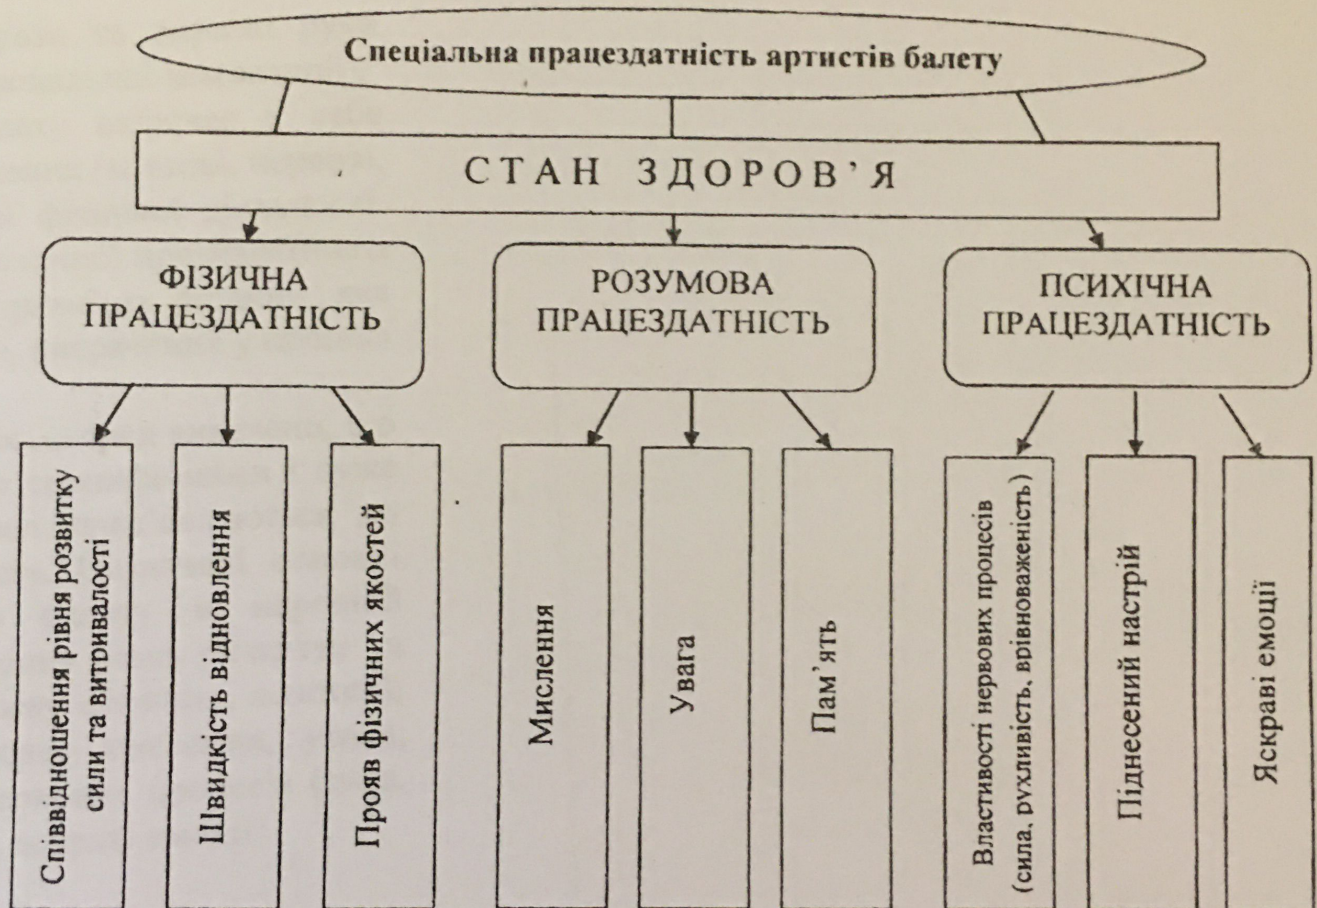 Спеціальна працездатність артистів балету
СТАН ЗДОРОВ’Я
ФІЗИЧНА
ПРАЦЕЗДАТНІСТЬ
РОЗУМОВА
ПРАЦЕЗДАТНІСТЬ
ПСИХІЧНА
ПРАЦЕЗДАТНІСТЬ
Співвідношення рівня розвитку
сили та витривалості
Швидкість відновлення
Прояв фізичних якостей
Мислення
Увага
Пам’ять
Властивості нервових процесів
(сила, рухливість, врівноваженість)
Піднесений настрій
Яскраві емоції